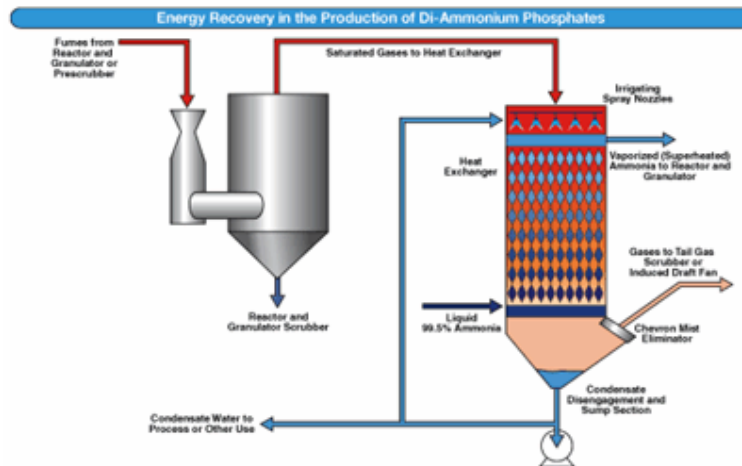 Energy Recovery in the Production of Di-Ammonium Phosphates
Fumes from
Reactor and
Granulator or
Prescrubber
Saturated Gases to Heat Exchanger
Irrigating
Spray Nozzles
Heat
Exchanger
Vaporized (Superheated)
Ammonia to Reactor and
Granulator
Gases to Tail Gas
Scrubber or
Induced Draft Fan
Reactor and
Granulator Scrubber
Liquid
99.5% Ammonia
Chevron Mist
Eliminator
Condensate
Disengagement and
Sump Section
Condensate Water to
Process or Other Use